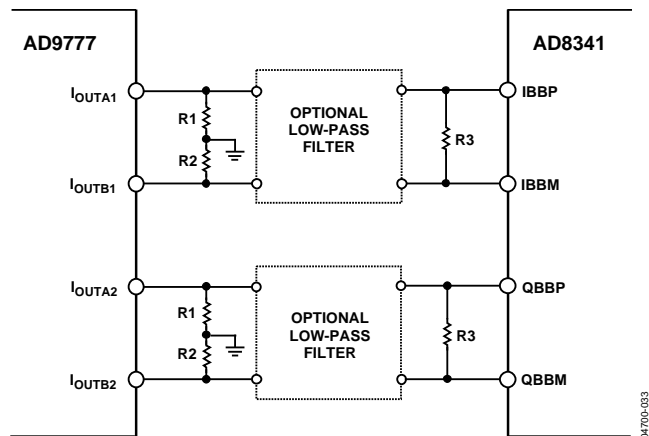 AD9777
AD8341
IOUTA1
IBBP
R1
OPTIONAL
LOW-PASS
FILTER
R3
R2
IOUTB1
IBBM
IOUTA2
QBBP
R1
OPTIONAL
LOW-PASS
FILTER
R3
R2
IOUTB2
QBBM
04700-033